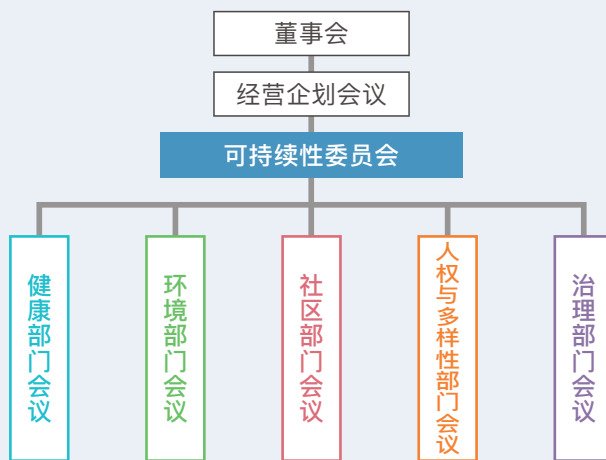 董事会
经营企划会议
可持续性委员会
健康部门会议
环境部门会议
社区部门会议
人权与多样性部门会议
治理部门会议